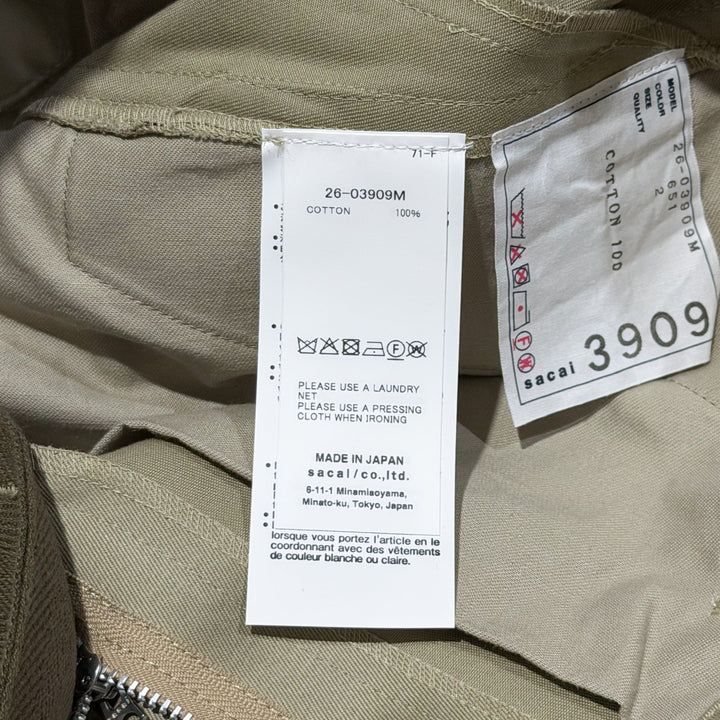 71-F
26-03909M
COTTON 100%
PLEASE USE A LAUNDRY
NET
PLEASE USE A PRESSING
CLOTH WHEN IRONING
MADE IN JAPAN
sacai/co.,ltd.
6-11-1 Minamiaoyama,
Minato-ku, Tokyo, Japan
lorsque vous portez l'article en le
coordonnant avec des vêtements
de couleur blanche ou claire.
MODEL 26-03909M
COLOR 651
SIZE 2
QUALITY
COTTON 100
sacai 3909